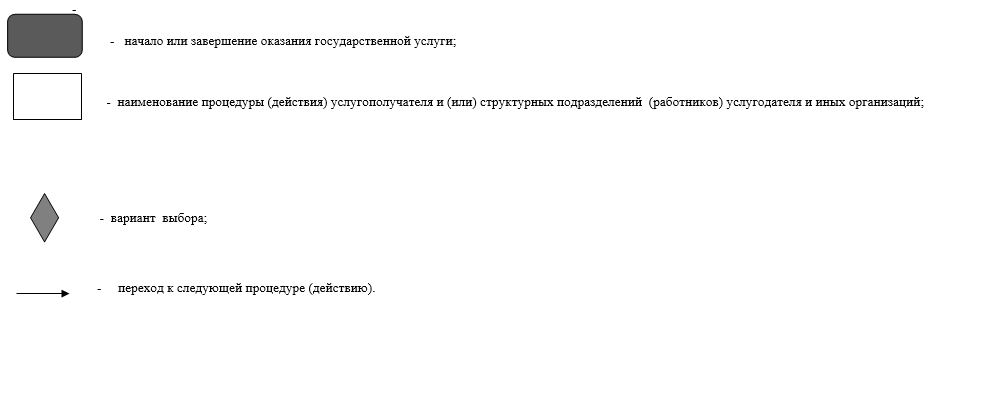 -
- начало или завершение оказания государственной услуги;
- наименование процедуры (действия) услугополучателя и (или) структурных подразделений (работников) услугодателя и иных организаций;
- вариант выбора;
- переход к следующей процедуре (действию).